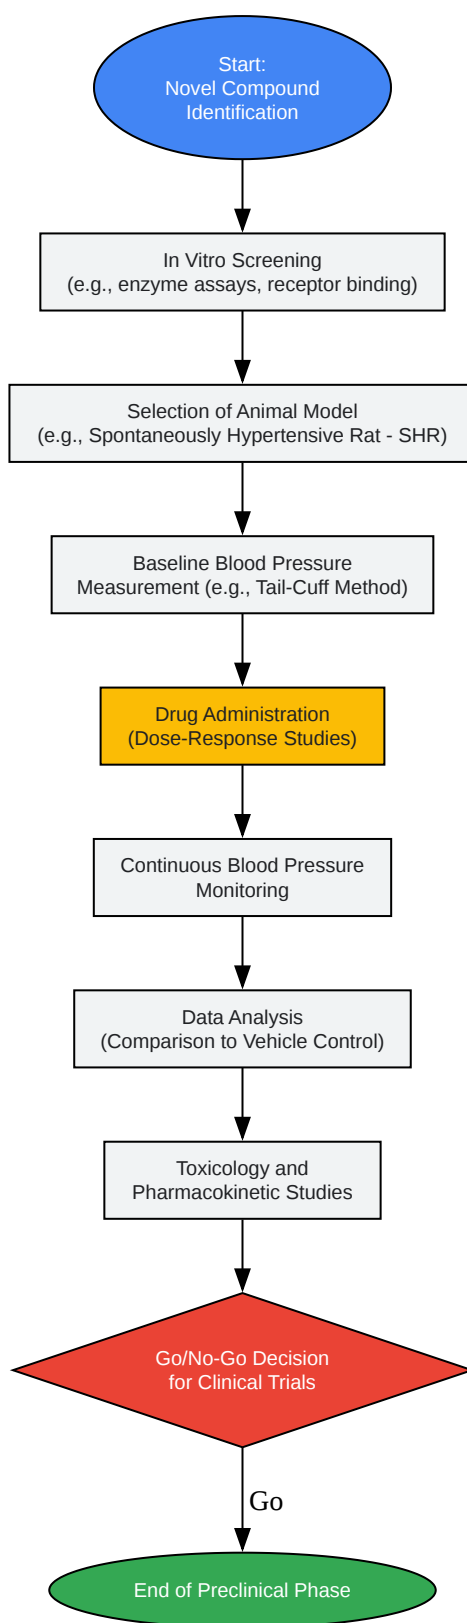 Start:
Novel Compound
Identification
In Vitro Screening
(e.g., enzyme assays, receptor binding)
Selection of Animal Model
(e.g., Spontaneously Hypertensive Rat - SHR)
Baseline Blood Pressure
Measurement (e.g., Tail-Cuff Method)
Drug Administration
(Dose-Response Studies)
Continuous Blood Pressure
Monitoring
Data Analysis
(Comparison to Vehicle Control)
Toxicology and
Pharmacokinetic Studies
Go/No-Go Decision
for Clinical Trials
Go
End of Preclinical Phase